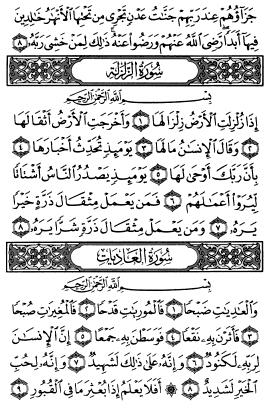 جَزَآؤُهُمْ عِندَ رَبِّهِمْ جَنَّٰتُ عَدْنٍ تَجْرِى مِن تَحْتِهَا ٱلْأَنْهَٰرُ خَٰلِدِينَ
فِيهَآ أَبَدًا رَّضِىَ ٱللَّهُ عَنْهُمْ وَرَضُوا۟ عَنْهُ ذَٰلِكَ لِمَنْ خَشِىَ رَبَّهُۥ ٨
سُورَةُ الزَّلْزَلَةِ
بِسْمِ ٱللَّهِ ٱلرَّحْمَٰنِ ٱلرَّحِيمِ
إِذَا زُلْزِلَتِ ٱلْأَرْضُ زِلْزَالَهَا ١ وَأَخْرَجَتِ ٱلْأَرْضُ أَثْقَالَهَا
٢ وَقَالَ ٱلْإِنسَٰنُ مَا لَهَا ٣ يَوْمَئِذٍ تُحَدِّثُ أَخْبَارَهَا ٤
بِأَنَّ رَبَّكَ أَوْحَىٰ لَهَا ٥ يَوْمَئِذٍ يَصْدُرُ ٱلنَّاسُ أَشْتَاتًا
لِّيُرَوْا۟ أَعْمَٰلَهُمْ ٦ فَمَن يَعْمَلْ مِثْقَالَ ذَرَّةٍ خَيْرًا
يَرَهُۥ ٧ وَمَن يَعْمَلْ مِثْقَالَ ذَرَّةٍ شَرًّا يَرَهُۥ ٨
سُورَةُ العَادِيَاتِ
بِسْمِ ٱللَّهِ ٱلرَّحْمَٰنِ ٱلرَّحِيمِ
وَٱلْعَٰدِيَٰتِ ضَبْحًا ١ فَٱلْمُورِيَٰتِ قَدْحًا ٢ فَٱلْمُغِيرَٰتِ صُبْحًا
٣ فَأَثَرْنَ بِهِۦ نَقْعًا ٤ فَوَسَطْنَ بِهِۦ جَمْعًا ٥ إِنَّ ٱلْإِنسَٰنَ
لِرَبِّهِۦ لَكَنُودٌ ٦ وَإِنَّهُۥ عَلَىٰ ذَٰلِكَ لَشَهِيدٌ ٧ وَإِنَّهُۥ لِحُبِّ
ٱلْخَيْرِ لَشَدِيدٌ ٨ ۞ أَفَلَا يَعْلَمُ إِذَا بُعْثِرَ مَا فِى ٱلْقُبُورِ ٩